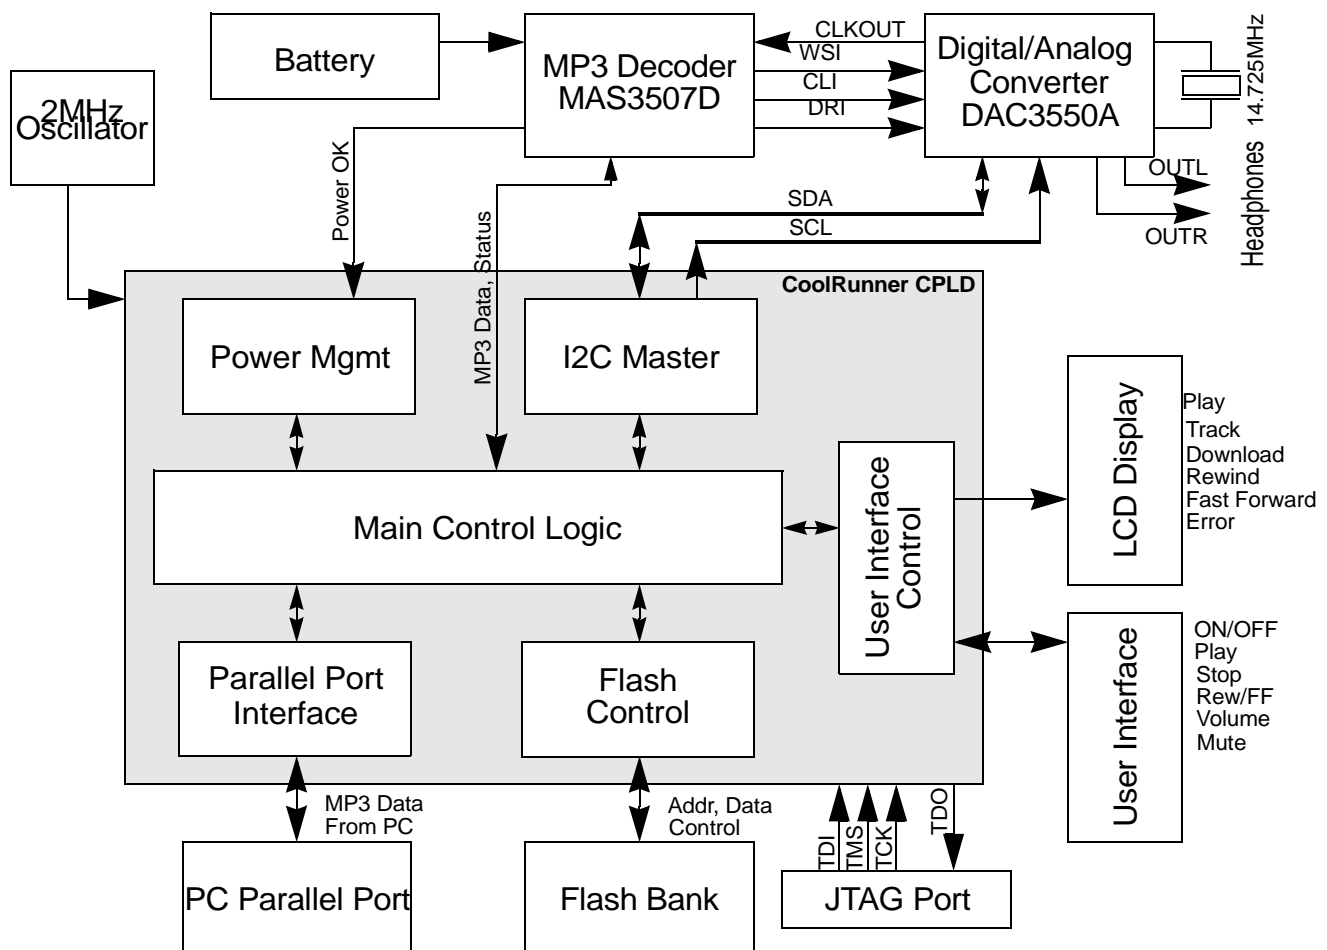 Battery
MP3 Decoder
MAS3507D
CLKOUT
WSI
CLI
DRI
Digital/Analog
Converter
DAC3550A
14.725MHz
Headphones
2MHz
Oscillator
Power OK
MP3 Data, Status
SDA
SCL
OUTL
OUTR
CoolRunner CPLD
Power Mgmt
I2C Master
Main Control Logic
User Interface
Control
LCD Display
Play
Track
Download
Rewind
Fast Forward
Error
Parallel Port
Interface
Flash
Control
User Interface
ON/OFF
Play
Stop
Rew/FF
Volume
Mute
MP3 Data
From PC
Addr, Data
Control
TDI
TMS
TCK
TDO
PC Parallel Port
Flash Bank
JTAG Port